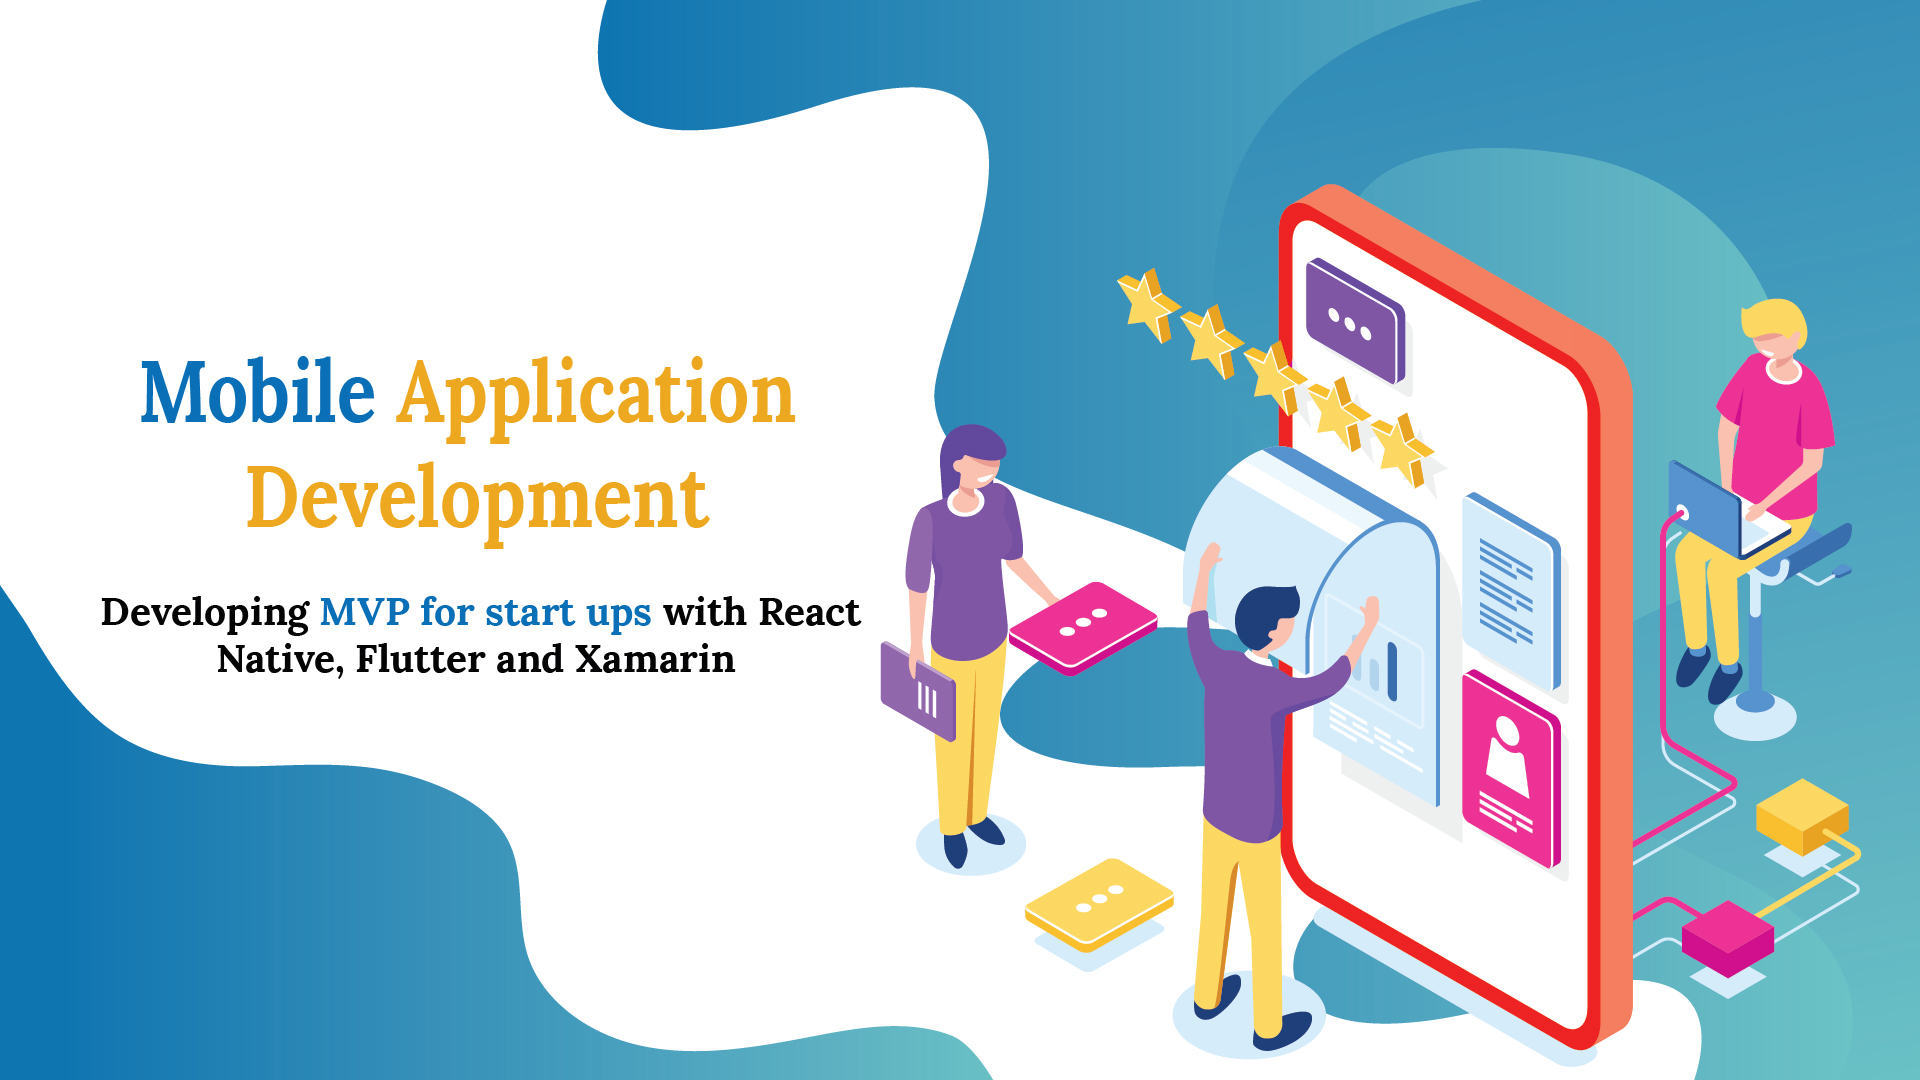 Mobile Application
Development
Developing MVP for start ups with React
Native, Flutter and Xamarin